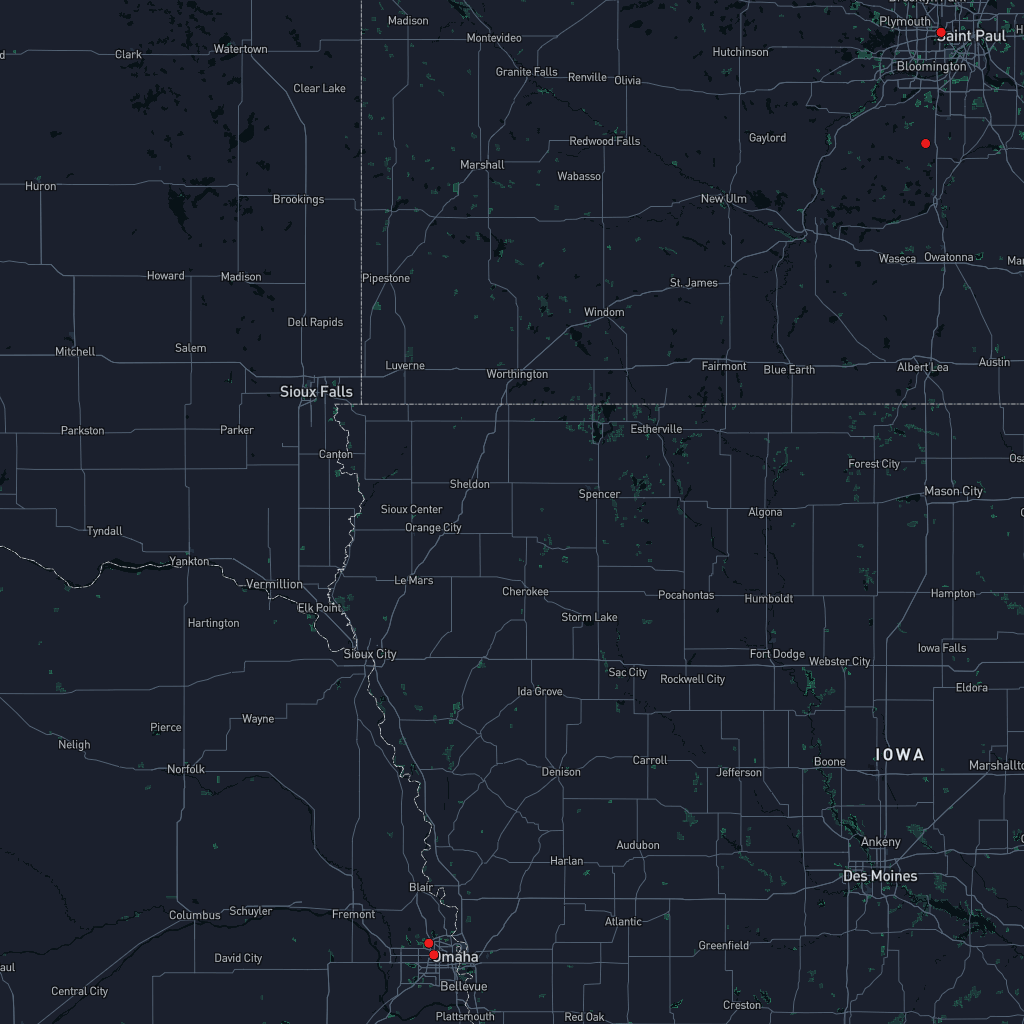 Madison
Plymouth
Saint Paul
Montevideo
Watertown
Clark
Hutchinson
Bloomington
Granite Falls
Renville
Olivia
Clear Lake
Gaylord
Redwood Falls
Marshall
Wabasso
Huron
Brookings
New Ulm
Waseca
Owatonna
Howard
Madison
Pipestone
St. James
Windom
Dell Rapids
Mitchell
Salem
Luverne
Worthington
Fairmont
Blue Earth
Albert Lea
Austin
Sioux Falls
Parkston
Parker
Estherville
Canton
Forest City
Sheldon
Spencer
Mason City
Sioux Center
Algona
Orange City
Tyndall
Yankton
Vermillion
Le Mars
Cherokee
Pocahontas
Humboldt
Hampton
Elk Point
Hartington
Storm Lake
Sioux City
Fort Dodge
Webster City
Iowa Falls
Sac City
Rockwell City
Ida Grove
Eldora
Wayne
Pierce
Neligh
IOWA
Norfolk
Denison
Carroll
Jefferson
Boone
Marshallto
Ankeny
Audubon
Harlan
Des Moines
Blair
Columbus
Schuyler
Fremont
Atlantic
Greenfield
David City
Omaha
Bellevue
Central City
Creston
Plattsmouth
Red Oak